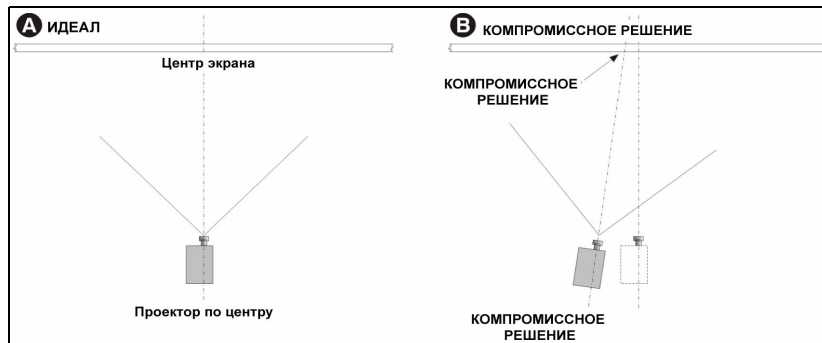 A ИДЕАЛ
Центр экрана
Проектор по центру
B КОМПРОМИССНОЕ РЕШЕНИЕ
КОМПРОМИССНОЕ
РЕШЕНИЕ
КОМПРОМИССНОЕ
РЕШЕНИЕ